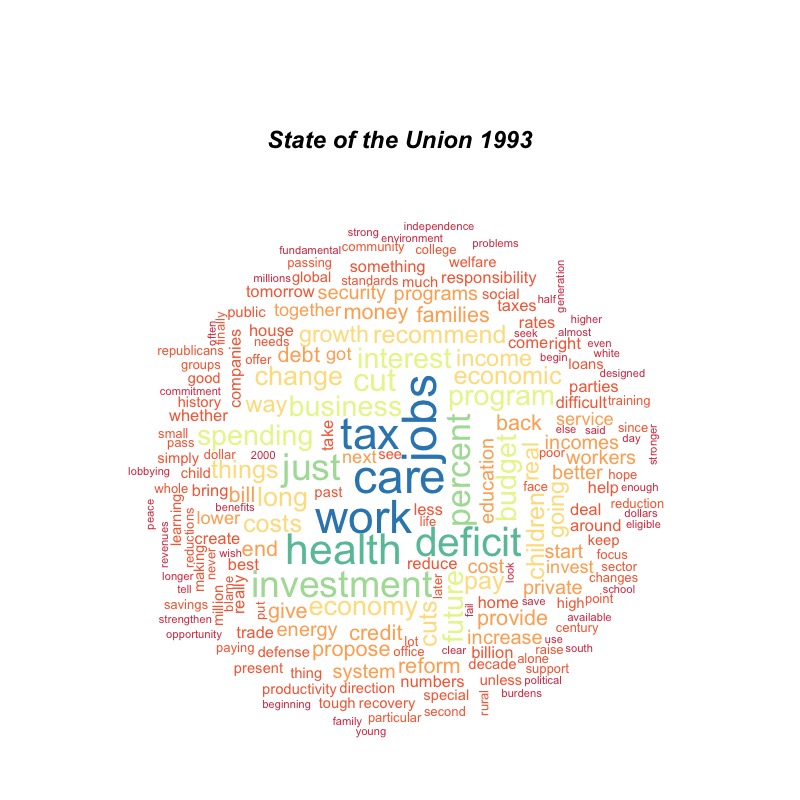 State of the Union 1993
independence
strong
environment
problems
fundamental community college
passing something welfare
millions global standards much responsibility
generation
tomorrow security programs social half
public together money families taxes
often finally house needs growth recommend rates seek higher almost
republicans companies offer debt got interest income come right begin even white
groups good change cut economic loans designed
commitment history way business jobs program parties difficult training
whether take tax percent back service
small pass spending else said since day stronger
simply dollar 2000 next see education budget real poor incomes workers
lobbying child things just care better hope
whole bring bill long past face help enough
peace learning benefits less children going deal reduction dollars
revenues reductions lower costs work life around eligible
create wish end health deficit start keep focus
longer making never best reduce cost look invest sector changes
tell million blame really investment later pay private school
savings put give economy cuts future fail home save high point
strengthen provide available
opportunity trade energy credit lot increase use century
paying defense propose office clear billion raise south
present thing system reform decade alone support
productivity direction numbers unless political
beginning tough recovery special rural burdens
family particular second
young